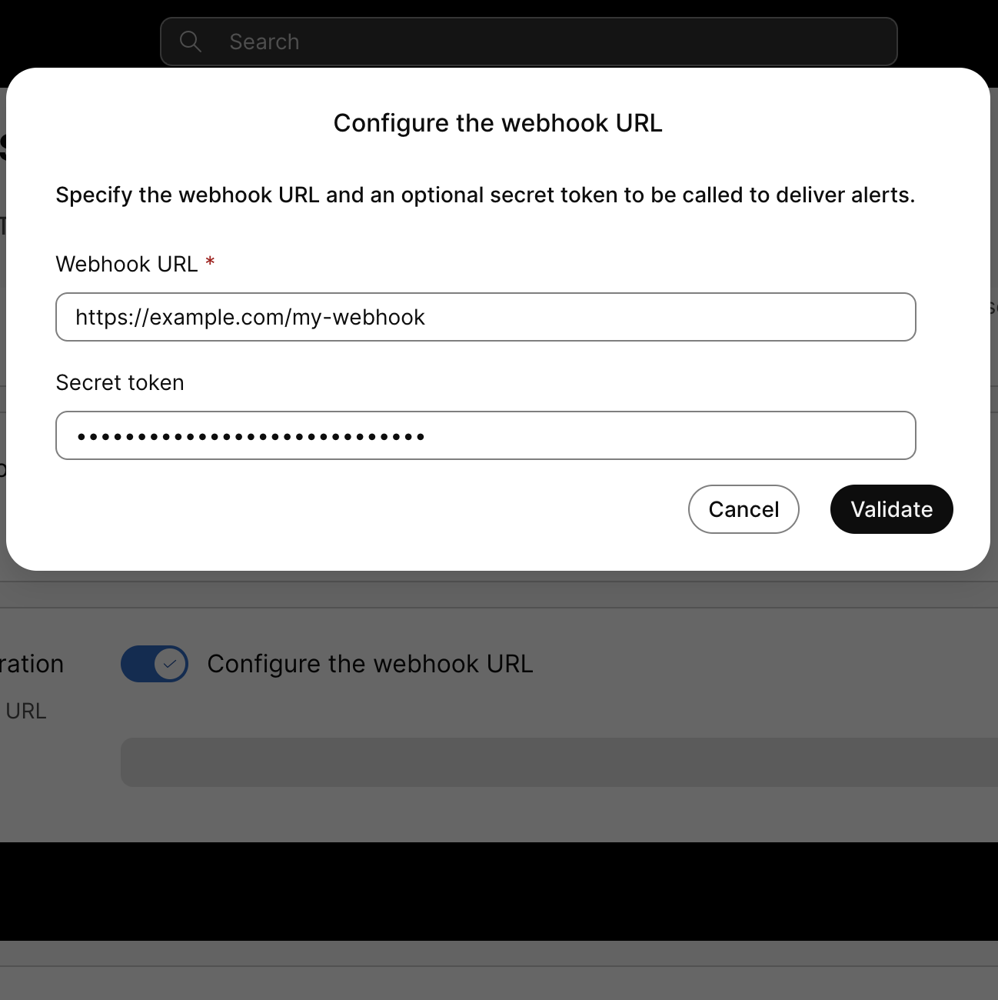 Search
Configure the webhook URL
Specify the webhook URL and an optional secret token to be called to deliver alerts.
Webhook URL *
https://example.com/my-webhook
Secret token
•••••••••••••••••••••••••••••
Cancel
Validate
ration
Configure the webhook URL
URL